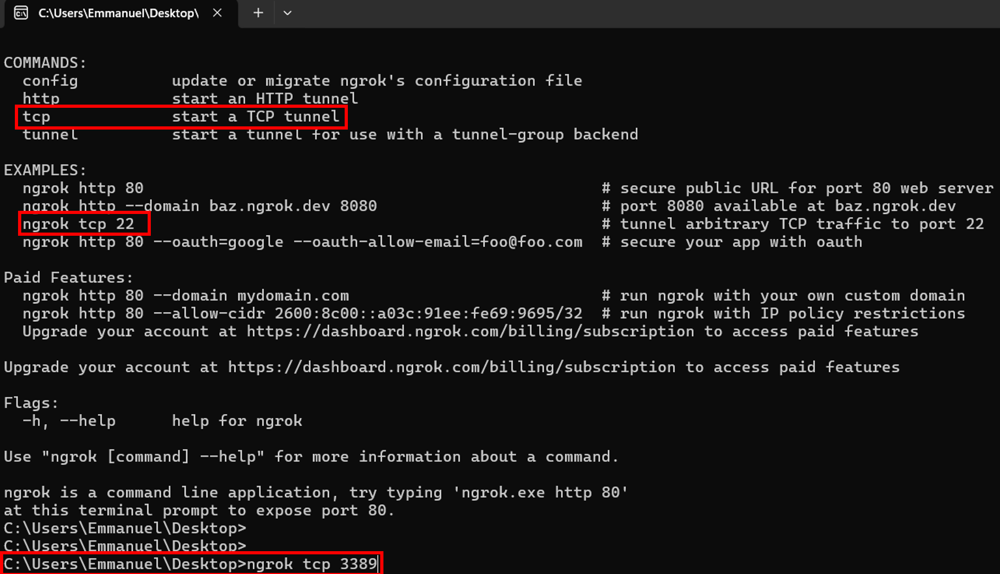 C:\Users\Emmanuel\Desktop\
COMMANDS:
  config          update or migrate ngrok's configuration file
  http            start an HTTP tunnel
  tcp             start a TCP tunnel
  tunnel          start a tunnel for use with a tunnel-group backend
EXAMPLES:
  ngrok http 80                                                 # secure public URL for port 80 web server
  ngrok http --domain baz.ngrok.dev 8080                        # port 8080 available at baz.ngrok.dev
  ngrok tcp 22                                                  # tunnel arbitrary TCP traffic to port 22
  ngrok http 80 --oauth=google --oauth-allow-email=foo@foo.com  # secure your app with oauth
Paid Features:
  ngrok http 80 --domain mydomain.com                           # run ngrok with your own custom domain
  ngrok http 80 --allow-cidr 2600:8c00::a03c:91ee:fe69:9695/32  # run ngrok with IP policy restrictions
  Upgrade your account at https://dashboard.ngrok.com/billing/subscription to access paid features
Upgrade your account at https://dashboard.ngrok.com/billing/subscription to access paid features
Flags:
  -h, --help      help for ngrok
Use "ngrok [command] --help" for more information about a command.
ngrok is a command line application, try typing 'ngrok.exe http 80'
at this terminal prompt to expose port 80.
C:\Users\Emmanuel\Desktop>
C:\Users\Emmanuel\Desktop>
C:\Users\Emmanuel\Desktop>ngrok tcp 3389